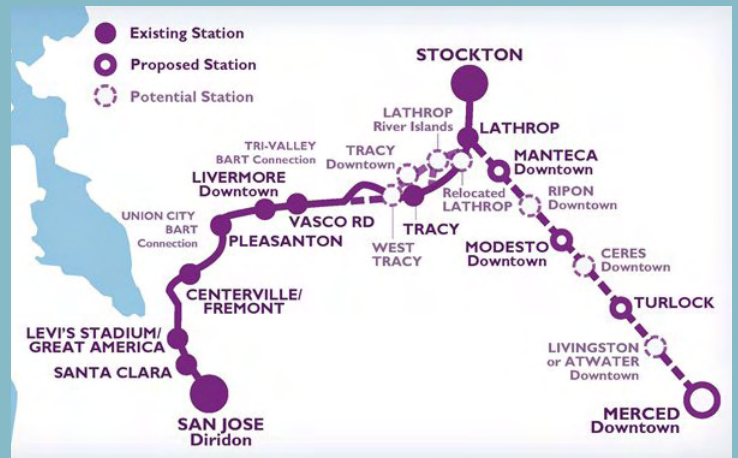 Existing Station
Proposed Station
Potential Station
STOCKTON
LATHROP
River Islands
LATHROP
TRI-VALLEY
BART Connection
TRACY
Downtown
MANTECA
Downtown
LIVERMORE
Downtown
Relocated
LATHROP
RIPON
Downtown
UNION CITY
BART
Connection
VASCO RD
TRACY
PLEASANTON
WEST
TRACY
MODESTO
Downtown
CERES
Downtown
CENTERVILLE/
FREMONT
TURLOCK
LEVI'S STADIUM/
GREAT AMERICA
LIVINGSTON
or ATWATER
Downtown
SANTA CLARA
SAN JOSE
Diridon
MERCED
Downtown